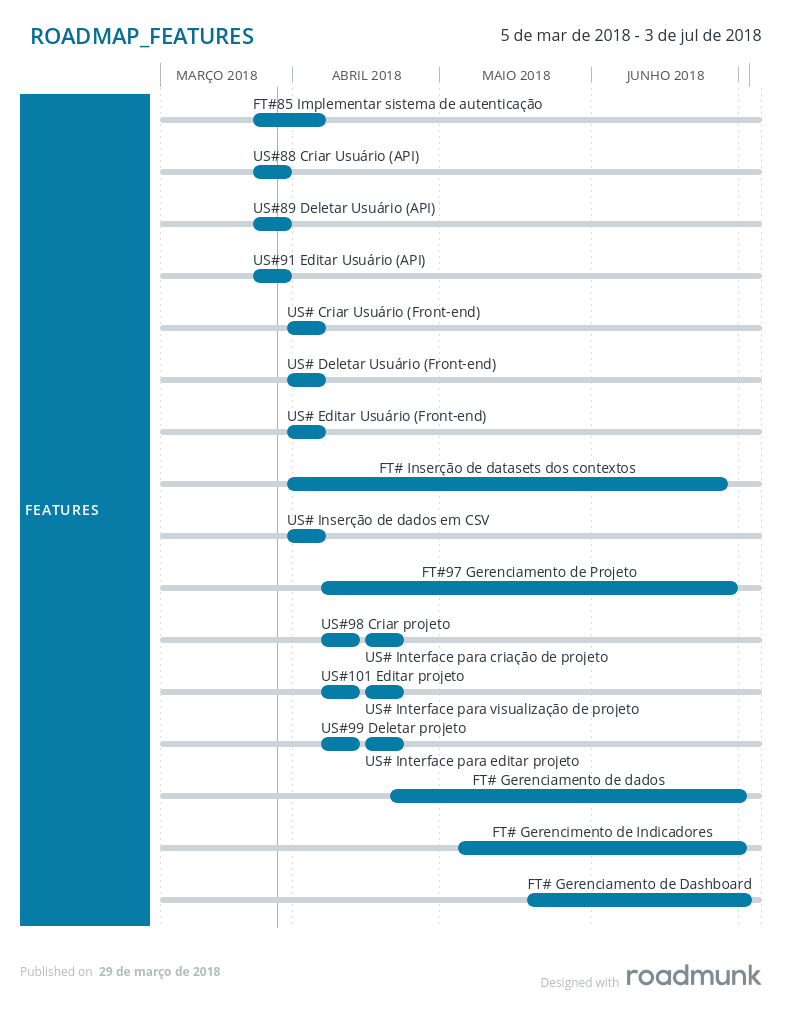 ROADMAP_FEATURES
5 de mar de 2018 - 3 de jul de 2018
MARÇO 2018
ABRIL 2018
MAIO 2018
JUNHO 2018
FT#85 Implementar sistema de autenticação
US#88 Criar Usuário (API)
US#89 Deletar Usuário (API)
US#91 Editar Usuário (API)
US# Criar Usuário (Front-end)
US# Deletar Usuário (Front-end)
US# Editar Usuário (Front-end)
FT# Inserção de datasets dos contextos
FEATURES
US# Inserção de dados em CSV
FT#97 Gerenciamento de Projeto
US#98 Criar projeto
US# Interface para criação de projeto
US#101 Editar projeto
US# Interface para visualização de projeto
US#99 Deletar projeto
US# Interface para editar projeto
FT# Gerenciamento de dados
FT# Gerencimento de Indicadores
FT# Gerenciamento de Dashboard
Published on 29 de março de 2018
Designed with roadmunk